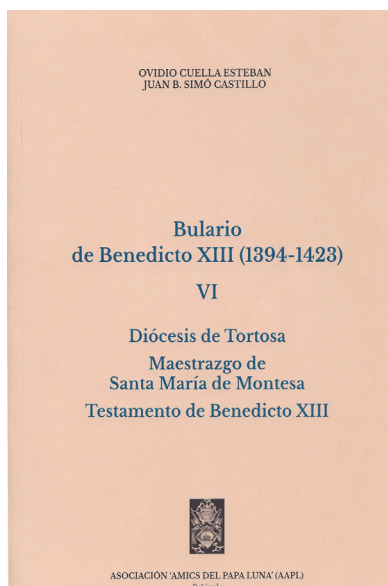 OVIDIO CUELLA ESTEBAN
JUAN B. SIMÓ CASTILLO
Bulario
de Benedicto XIII (1394-1423)
VI
Diócesis de Tortosa
Maestrazgo de
Santa María de Montesa
Testamento de Benedicto XIII
ASOCIACIÓN 'AMICS DEL PAPA LUNA' (AAPL)